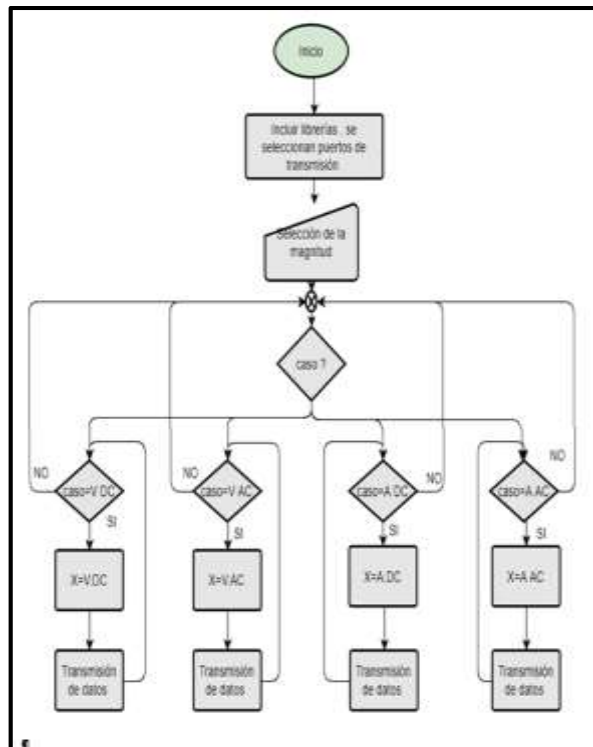 Inicio
Incluir librerías , se
seleccionan puertos de
transmisión
Selección de la
magnitud
X
caso ?
NO
NO
NO
NO
caso=V DC
caso=V AC
caso=A DC
caso=A AC
SI
SI
SI
SI
X=V.DC
X=V.AC
X=A.DC
X=A.AC
Transmisión
de datos
Transmisión
de datos
Transmisión
de datos
Transmisión
de datos